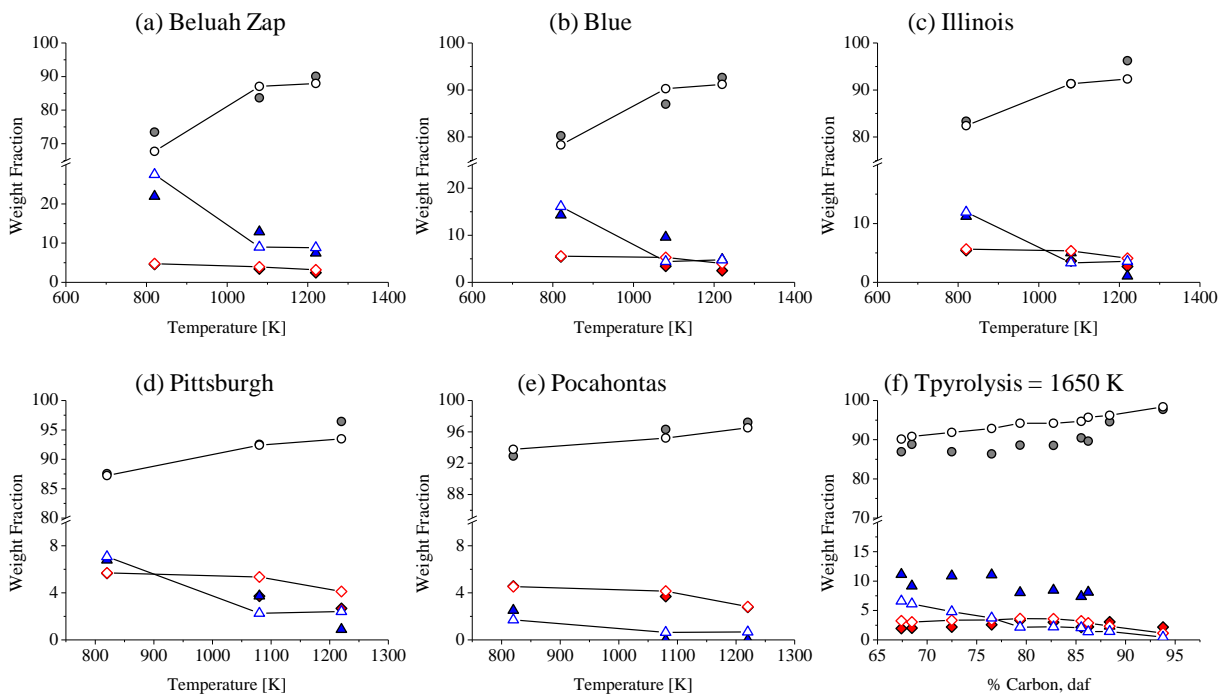 (a) Beluah Zap
(b) Blue
(c) Illinois
Weight Fraction
100
90
80
70
60
20
10
0
600 800 1000 1200 1400
Temperature [K]
Weight Fraction
100
90
80
20
10
0
600 800 1000 1200 1400
Temperature [K]
Weight Fraction
100
90
80
10
0
600 800 1000 1200 1400
Temperature [K]
(d) Pittsburgh
(e) Pocahontas
(f) Tpyrolysis = 1650 K
Weight Fraction
100
95
90
85
80
8
4
0
800 900 1000 1100 1200 1300
Temperature [K]
Weight Fraction
100
96
92
88
8
4
0
800 900 1000 1100 1200 1300
Temperature [K]
Weight Fraction
100
90
80
70
15
10
5
0
65 70 75 80 85 90 95
% Carbon, daf